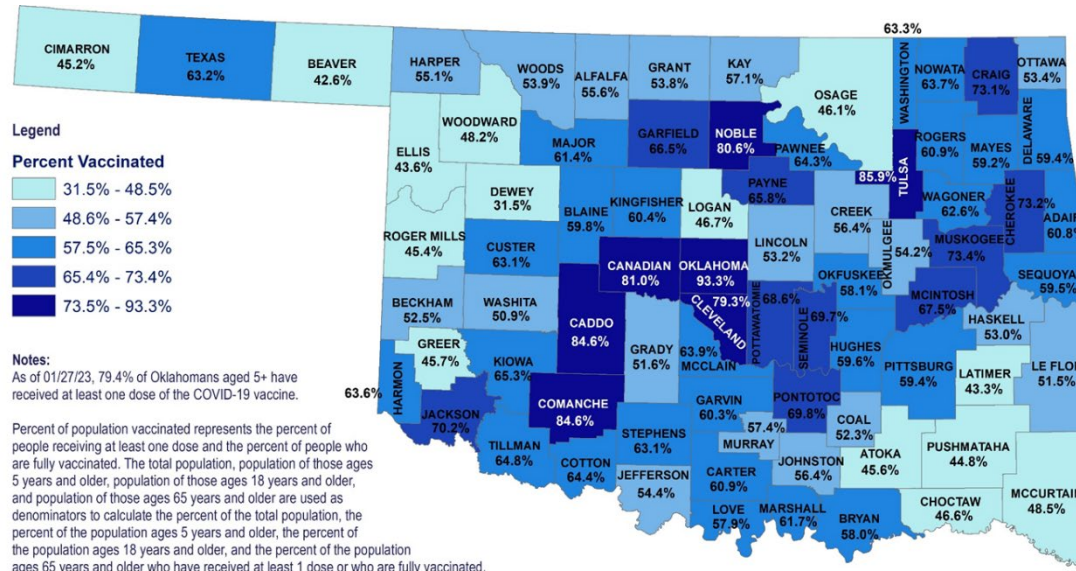 63.3%
CIMARRON
45.2%
TEXAS
63.2%
BEAVER
42.6%
HARPER
55.1%
WOODS
53.9%
ALFALFA
55.6%
GRANT
53.8%
KAY
57.1%
OSAGE
46.1%
WASHINGTON
NOWATA
63.7%
CRAIG
73.1%
OTTAWA
53.4%
Legend
Percent Vaccinated
31.5% - 48.5%
48.6% - 57.4%
57.5% - 65.3%
65.4% - 73.4%
73.5% - 93.3%
WOODWARD
48.2%
ELLIS
43.6%
MAJOR
61.4%
GARFIELD
66.5%
NOBLE
80.6%
PAWNEE
64.3%
85.9%
TULSA
ROGERS
60.9%
MAYES
59.2%
DELAWARE
59.4%
DEWEY
31.5%
BLAINE
59.8%
KINGFISHER
60.4%
LOGAN
46.7%
PAYNE
65.8%
CREEK
56.4%
WAGONER
62.6%
CHEROKEE
73.2%
ADAIR
60.8%
ROGER MILLS
45.4%
CUSTER
63.1%
CANADIAN
81.0%
OKLAHOMA
93.3%
LINCOLN
53.2%
OKMULGEE
54.2%
MUSKOGEE
73.4%
OKFUSKEE
58.1%
MCINTOSH
67.5%
SEQUOYA
59.5%
BECKHAM
52.5%
WASHITA
50.9%
CADDO
84.6%
GRADY
51.6%
79.3%
CLEVELAND
POTTAWATOMIE
68.6%
SEMINOLE
69.7%
HUGHES
59.6%
HASKELL
53.0%
PITTSBURG
59.4%
LATIMER
43.3%
LE FLO
51.5%
GREER
45.7%
KIOWA
65.3%
63.9%
MCCLAIN
63.6%
HARMON
JACKSON
70.2%
COMANCHE
84.6%
GARVIN
60.3%
PONTOTOC
69.8%
COAL
52.3%
TILLMAN
64.8%
COTTON
64.4%
STEPHENS
63.1%
57.4%
MURRAY
JOHNSTON
56.4%
ATOKA
45.6%
PUSHMATAHA
44.8%
JEFFERSON
54.4%
CARTER
60.9%
LOVE
57.9%
MARSHALL
61.7%
BRYAN
58.0%
CHOCTAW
46.6%
MCCURTAIN
48.5%
Notes:
As of 01/27/23, 79.4% of Oklahomans aged 5+ have
received at least one dose of the COVID-19 vaccine.
Percent of population vaccinated represents the percent of
people receiving at least one dose and the percent of people who
are fully vaccinated. The total population, population of those ages
5 years and older, population of those ages 18 years and older,
and population of those ages 65 years and older are used as
denominators to calculate the percent of the total population, the
percent of the population ages 5 years and older, the percent of
the population ages 18 years and older, and the percent of the population
ages 65 years and older who have received at least 1 dose or who are fully vaccinated.